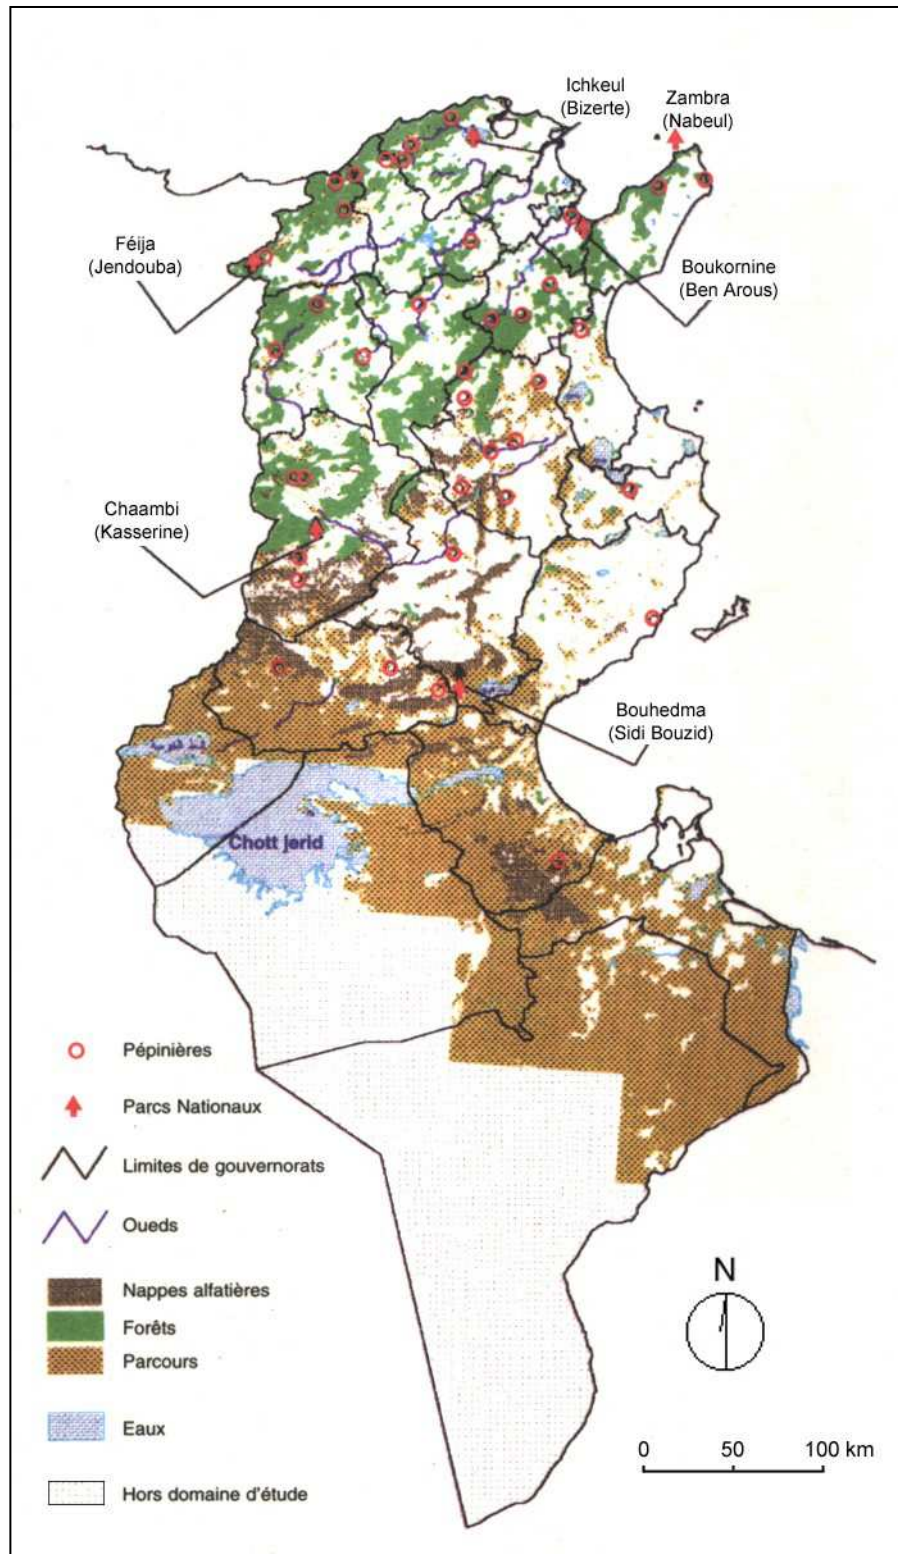 Ichkeul
(Bizerte)
Zambra
(Nabeul)
Féija
(Jendouba)
Boukornine
(Ben Arous)
Chaambi
(Kasserine)
Bouhedma
(Sidi Bouzid)
Chott jerid
Pépinières
Parcs Nationaux
Limites de gouvernorats
Oueds
Nappes alfatières
Forêts
Parcours
Eaux
Hors domaine d'étude
N
0 50 100 km